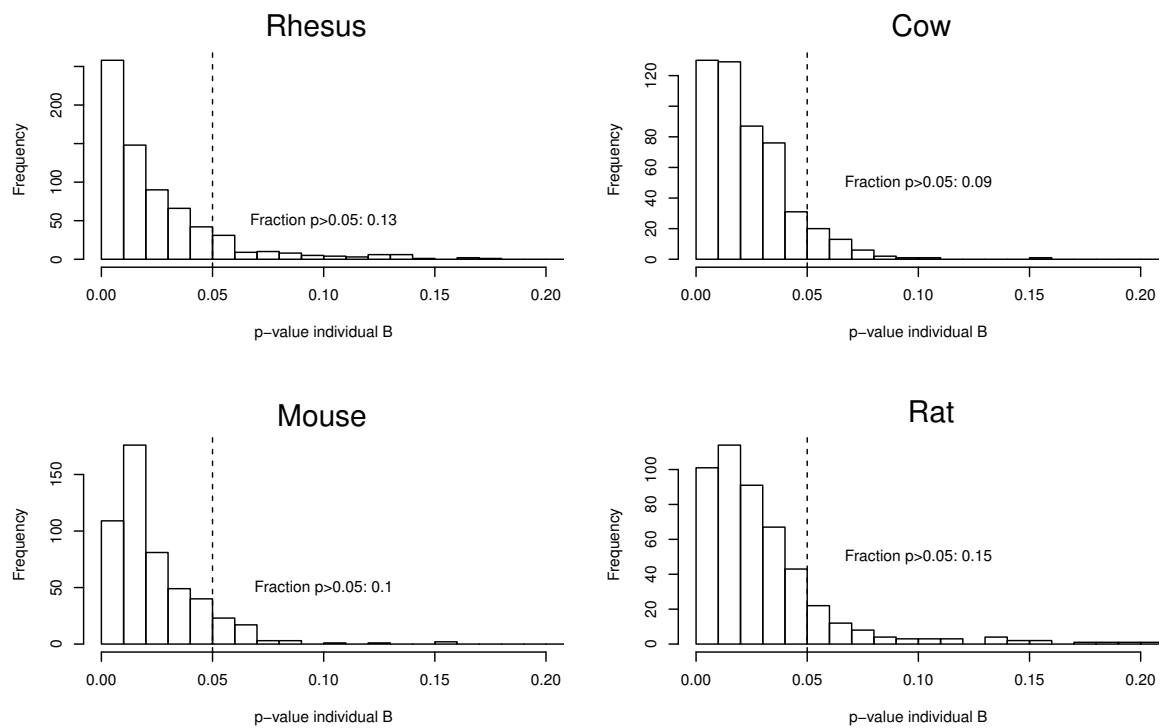 Rhesus
Frequency
0
50
100
200
Fraction p>0.05: 0.13
0.00 0.05 0.10 0.15 0.20
p−value individual B
Cow
Frequency
0 20 40 60 80 120
Fraction p>0.05: 0.09
0.00 0.05 0.10 0.15 0.20
p−value individual B
Mouse
Frequency
0 50 100 150
Fraction p>0.05: 0.1
0.00 0.05 0.10 0.15 0.20
p−value individual B
Rat
Frequency
0 20 40 60 80 100
Fraction p>0.05: 0.15
0.00 0.05 0.10 0.15 0.20
p−value individual B